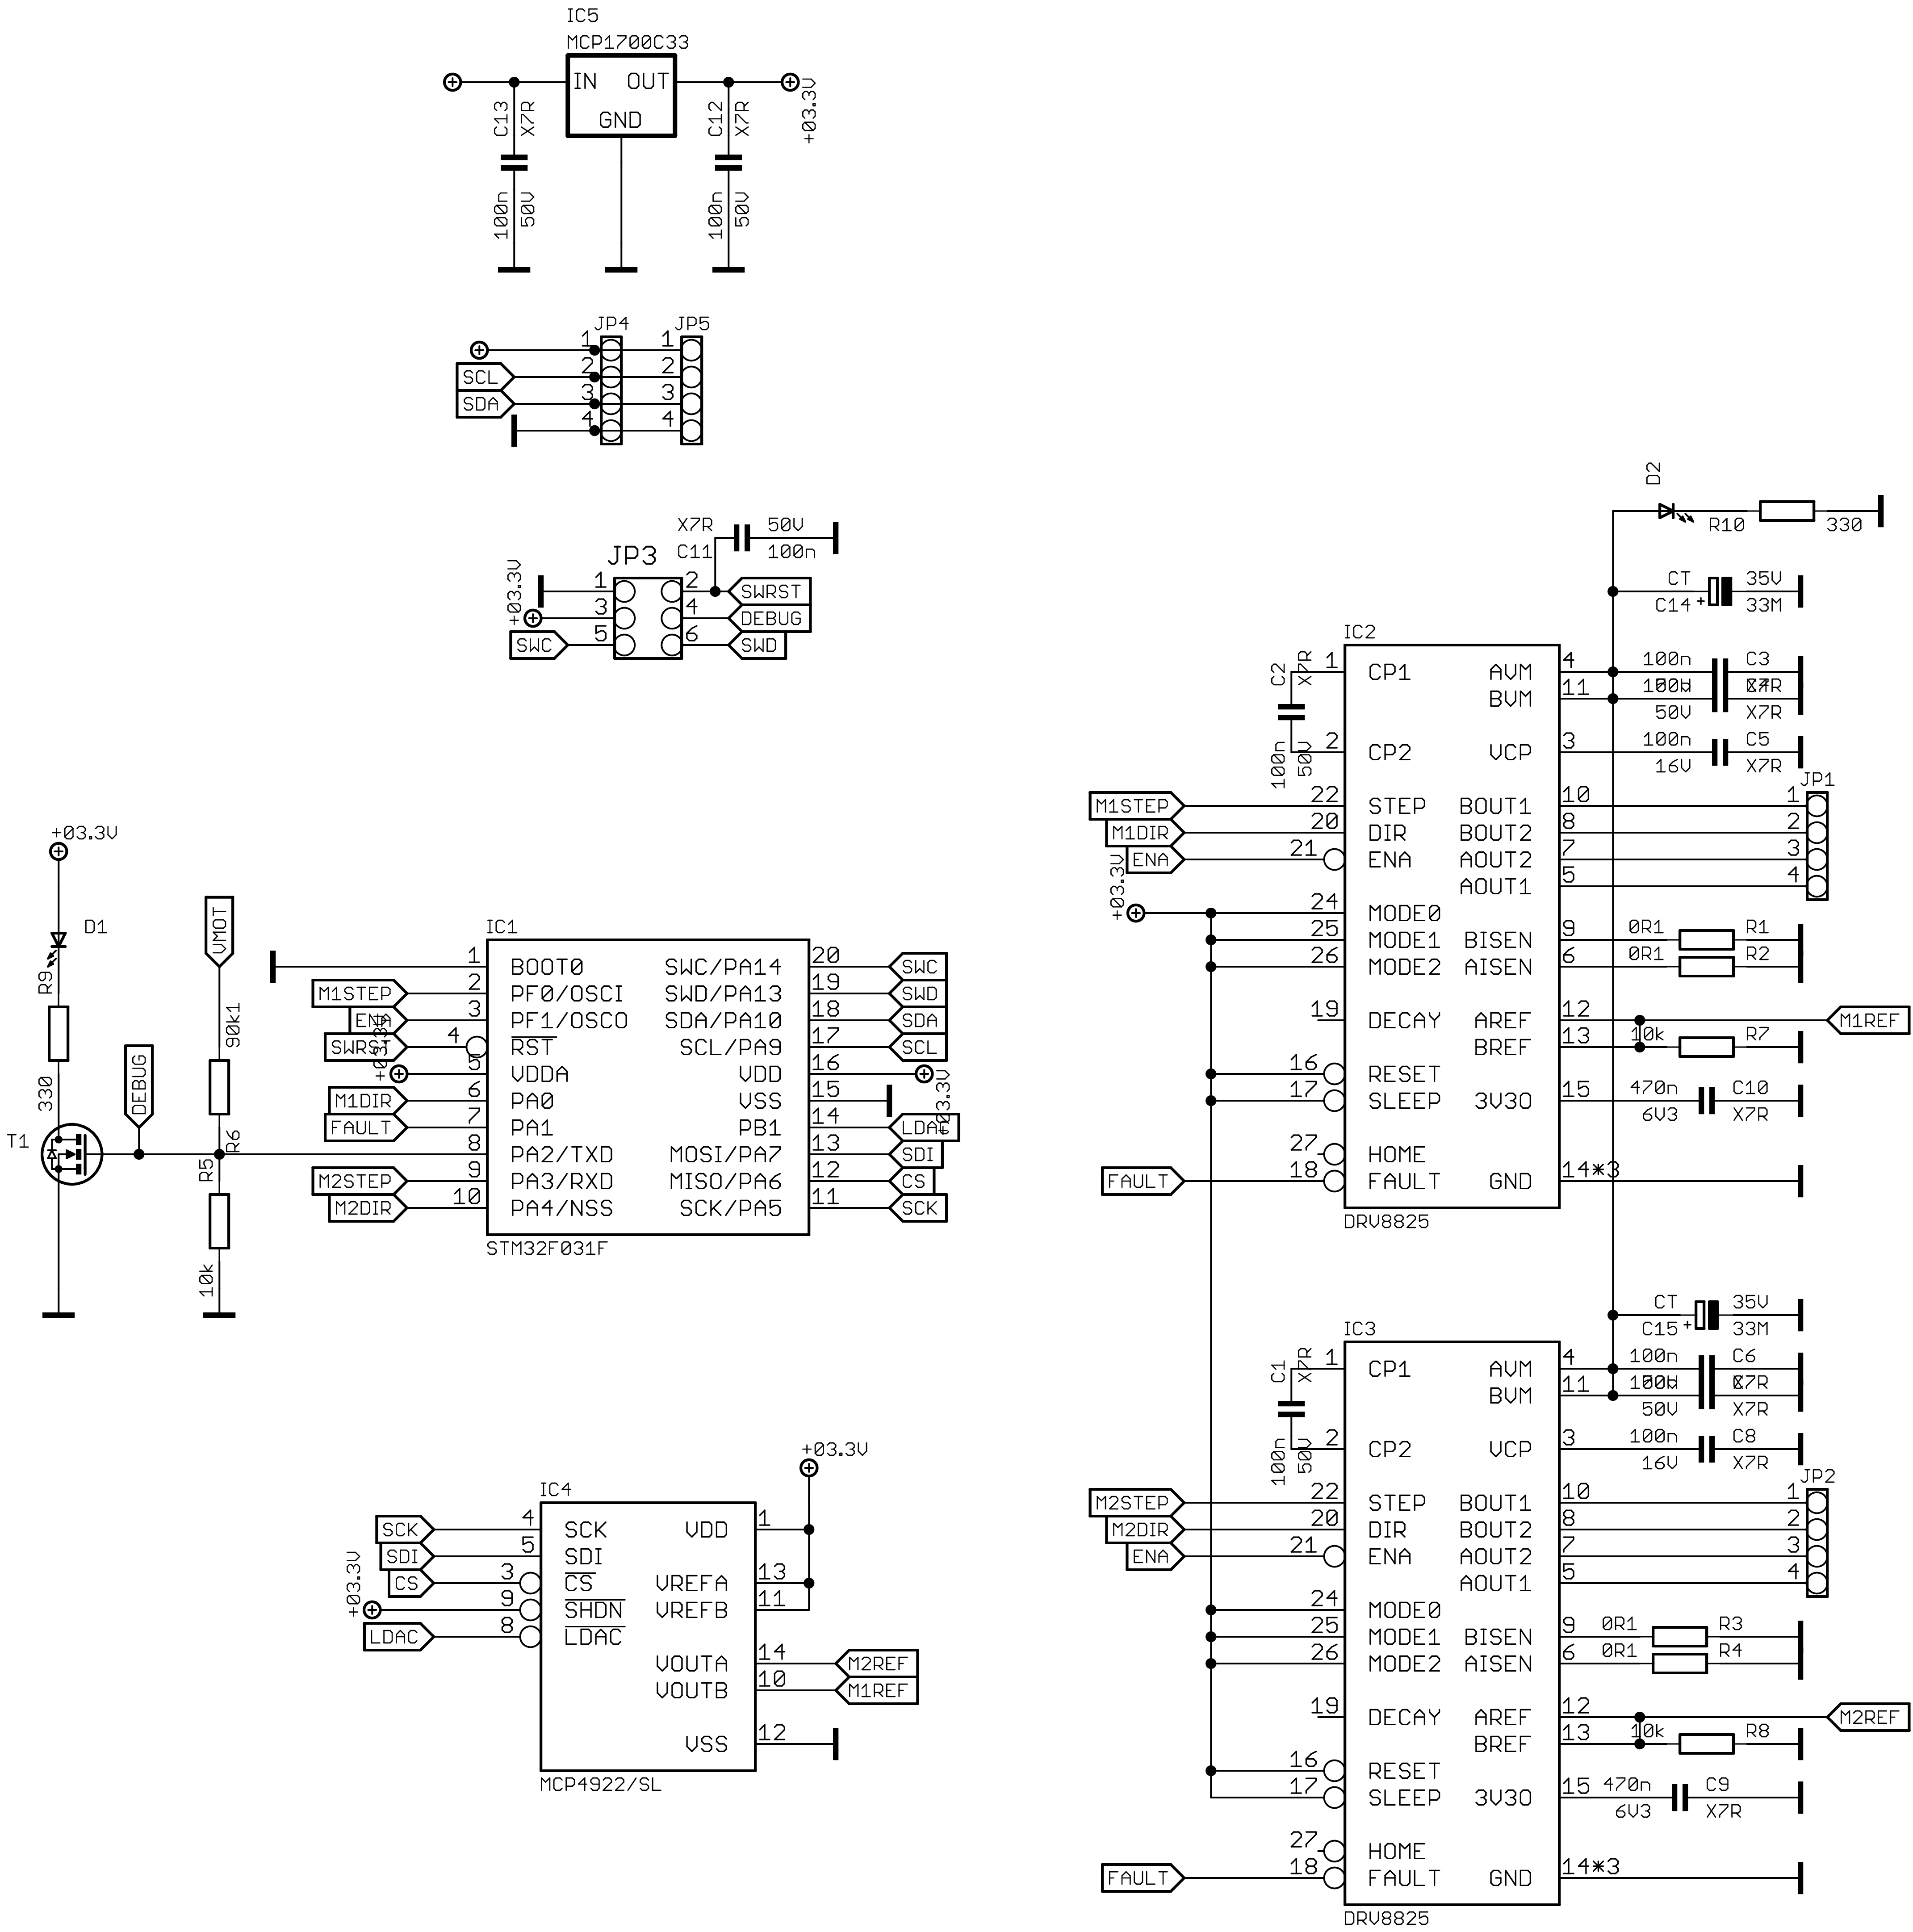 IC5
MCP1700C33
IN OUT
GND
C13 X7R
100n 50V
C12 X7R
100n 50V
+03.3V
JP4 JP5
1 1
SCL 2 2
SDA 3 3
4 4
X7R 50V
C11 100n
JP3
+03.3V
1 2 SWRST
3 4 DEBUG
SWC 5 6 SWD
+03.3V
D1
R9
330
T1
DEBUG
VMOT
90k1
R6
R5
10k
IC1
1 BOOT0 SWC/PA14 20 SWC
M1STEP 2 PF0/OSCI SWD/PA13 19 SWD
ENA 3 PF1/OSCO SDA/PA10 18 SDA
SWRST 4 RST SCL/PA9 17 SCL
+03.3V 5 VDDA VDD 16 +03.3V
M1DIR 6 PA0 VSS 15
FAULT 7 PA1 PB1 14 LDAC
8 PA2/TXD MOSI/PA7 13 SDI
M2STEP 9 PA3/RXD MISO/PA6 12 CS
M2DIR 10 PA4/NSS SCK/PA5 11 SCK
STM32F031F
IC4
+03.3V
SCK 4 SCK VDD 1
SDI 5 SDI
CS 3 CS VREFA 13
+03.3V 9 SHDN VREFB 11
LDAC 8 LDAC
VOUTA 14 M2REF
VOUTB 10 M1REF
VSS 12
MCP4922/SL
D2
R10 330
CT 35V
C14 + 33M
IC2
C2 X7R
100n 50V
1 CP1 AVM 4 100n C3
BVM 11
50V X7R
2 CP2 VCP 3 100n C5
16V X7R
JP1
M1STEP 22 STEP BOUT1 10 1
M1DIR 20 DIR BOUT2 8 2
ENA 21 ENA AOUT2 7 3
AOUT1 5 4
+03.3V
24 MODE0
25 MODE1 BISEN 9 0R1 R1
26 MODE2 AISEN 6 0R1 R2
19 DECAY AREF 12 M1REF
BREF 13 10k R7
16 RESET
17 SLEEP 3V3O 15 470n C10
6V3 X7R
27 HOME
FAULT 18 FAULT GND 14*3
DRV8825
CT 35V
C15 + 33M
IC3
C1 X7R
100n 50V
1 CP1 AVM 4 100n C6
BVM 11
50V X7R
2 CP2 VCP 3 100n C8
16V X7R
JP2
M2STEP 22 STEP BOUT1 10 1
M2DIR 20 DIR BOUT2 8 2
ENA 21 ENA AOUT2 7 3
AOUT1 5 4
24 MODE0
25 MODE1 BISEN 9 0R1 R3
26 MODE2 AISEN 6 0R1 R4
19 DECAY AREF 12 M2REF
BREF 13 10k R8
16 RESET
17 SLEEP 3V3O 15 470n C9
6V3 X7R
27 HOME
FAULT 18 FAULT GND 14*3
DRV8825